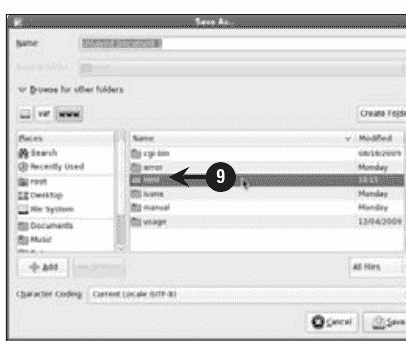 Save As...
Name:
Browse for other folders
var www
Create Folde
Places
Name
Modified
Search
cgi-bin
08/18/2009
Recently Used
error
Monday
root
Desktop
icons
Monday
File System
manual
Monday
Documents
usage
12/04/2009
Music
9
Add
All Files
Character Coding: Current Locale (UTF-8)
Cancel
Save